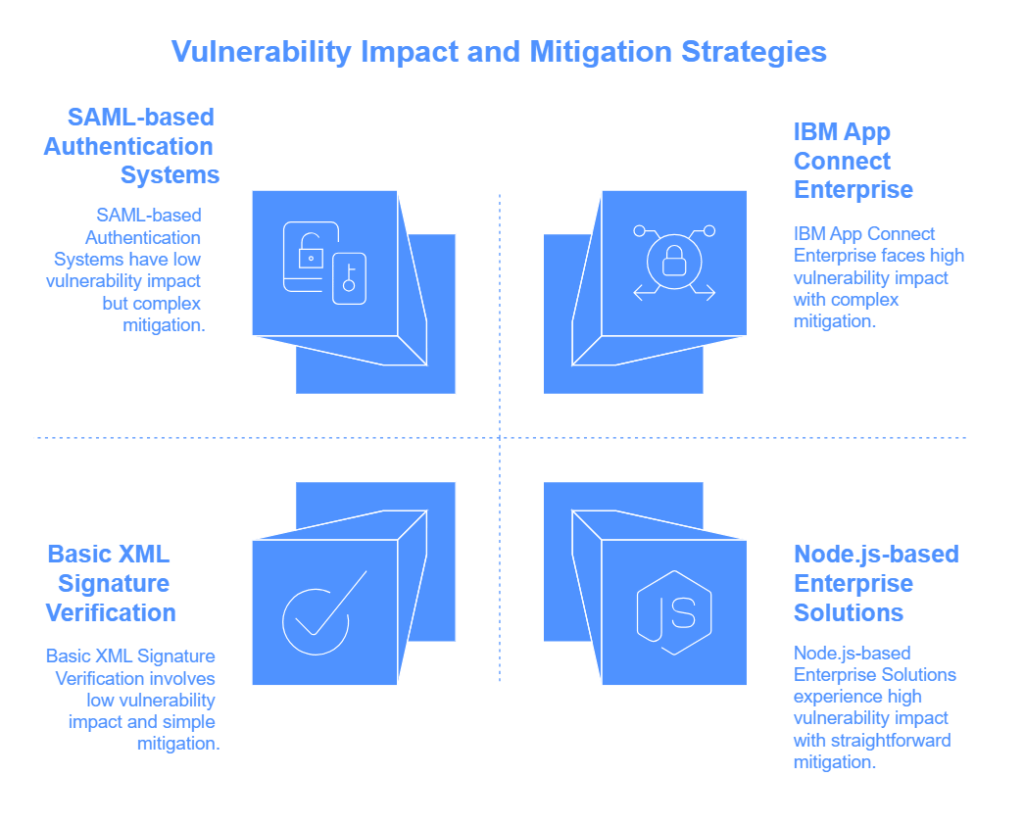 Vulnerability Impact and Mitigation Strategies
SAML-based
Authentication
Systems
SAML-based
Authentication
Systems have low
vulnerability impact
but complex
mitigation.
IBM App
Connect
Enterprise
IBM App Connect
Enterprise faces high
vulnerability impact
with complex
mitigation.
Basic XML
Signature
Verification
Basic XML Signature
Verification involves
low vulnerability
impact and simple
mitigation.
JS
Node.js-based
Enterprise
Solutions
Node.js-based
Enterprise Solutions
experience high
vulnerability impact
with straightforward
mitigation.